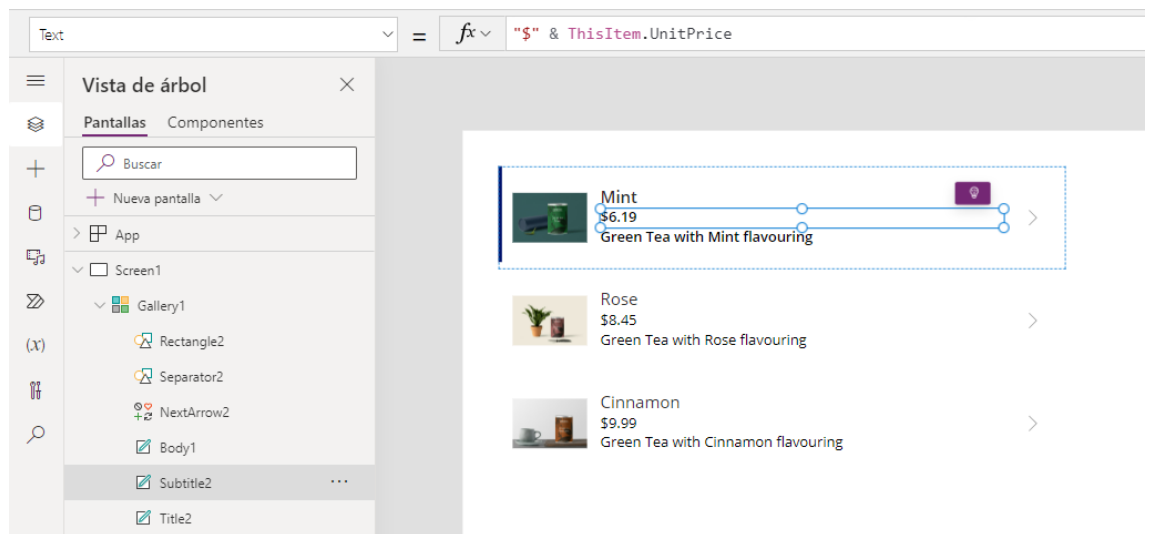 Text = fx "$" & ThisItem.UnitPrice
Vista de árbol
Pantallas Componentes
Buscar
Nueva pantalla
App
Screen1
Gallery1
Rectangle2
Separator2
NextArrow2
Body1
Subtitle2 ...
Title2
(x)
Mint
$6.19
Green Tea with Mint flavouring
Rose
$8.45
Green Tea with Rose flavouring
Cinnamon
$9.99
Green Tea with Cinnamon flavouring